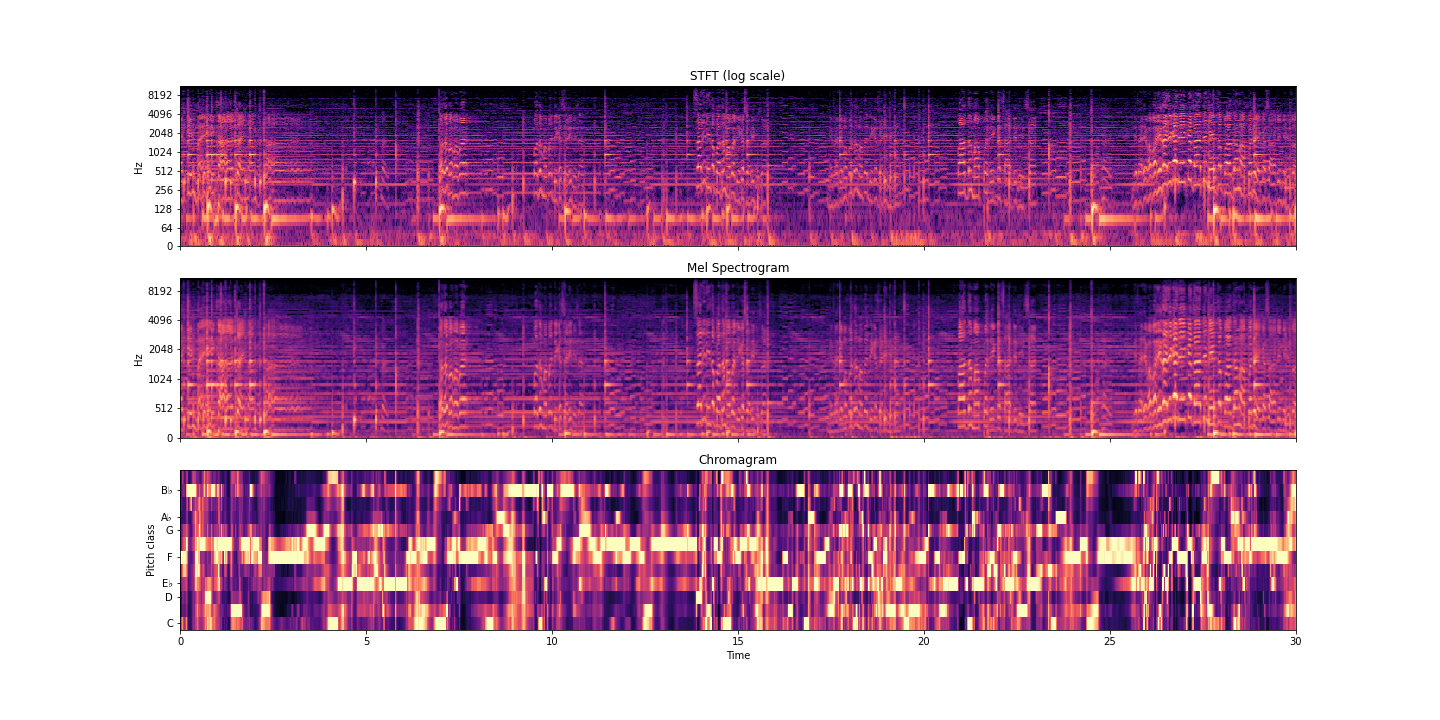 STFT (log scale)
8192
4096
2048
1024
512
256
128
64
0
Hz
Mel Spectrogram
8192
4096
2048
1024
512
0
Hz
Chromagram
B♭
A♭
G
F
E♭
D
C
Pitch class
0 5 10 15 20 25 30
Time